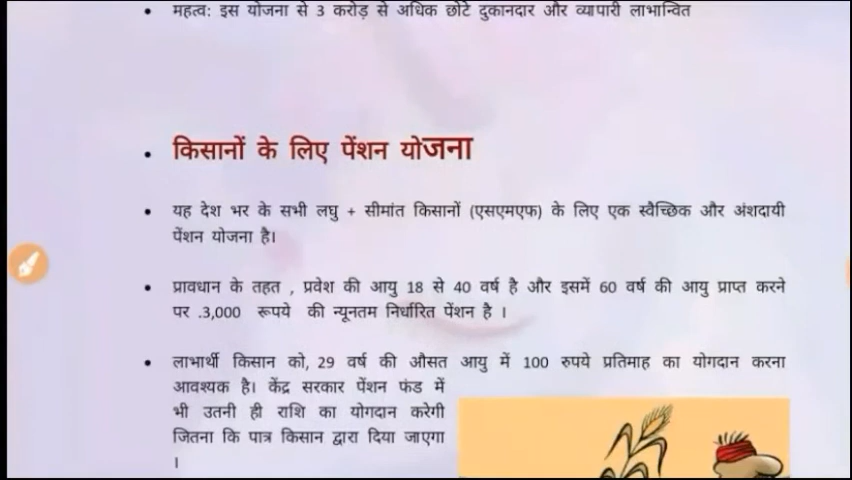 महत्व: इस योजना से 3 करोड़ से अधिक छोटे दुकानदार और व्यापारी लाभान्वित
किसानों के लिए पेंशन योजना
यह देश भर के सभी लघु + सीमांत किसानों (एसएमएफ) के लिए एक स्वैच्छिक और अंशदायी
पेंशन योजना है।
प्रावधान के तहत , प्रवेश की आयु 18 से 40 वर्ष है और इसमें 60 वर्ष की आयु प्राप्त करने
पर .3,000 रूपये की न्यूनतम निर्धारित पेंशन है ।
लाभार्थी किसान को, 29 वर्ष की औसत आयु में 100 रुपये प्रतिमाह का योगदान करना
आवश्यक है। केंद्र सरकार पेंशन फंड में
भी उतनी ही राशि का योगदान करेगी
जितना कि पात्र किसान द्वारा दिया जाएगा
।